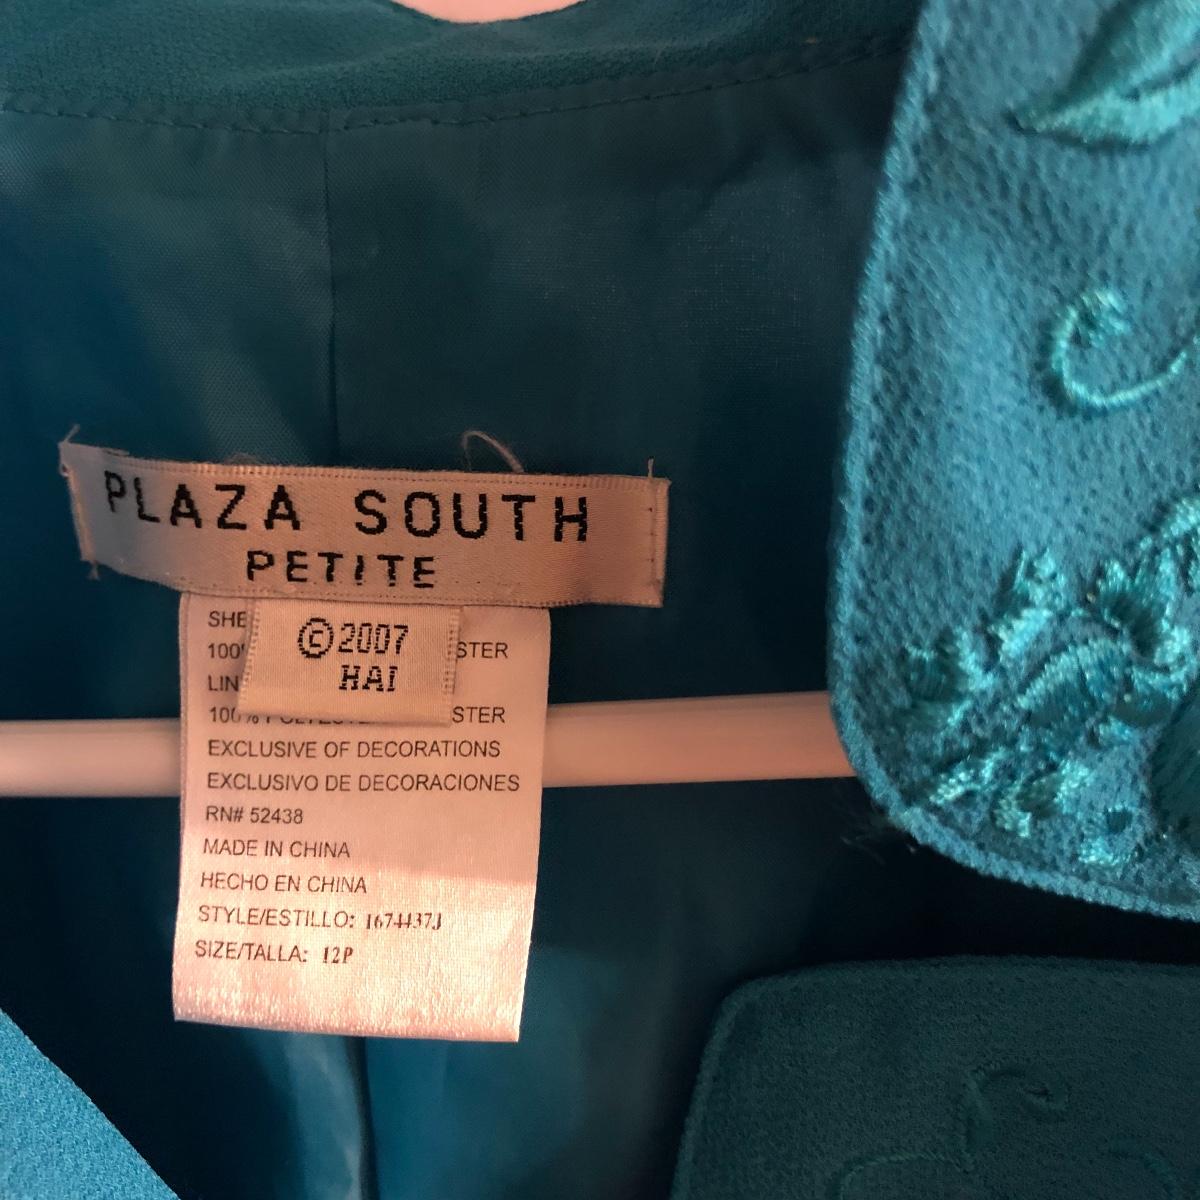 PLAZA SOUTH
PETITE
©2007
HAI
SHE
100 STER
LIN
100% POLYESTER STER
EXCLUSIVE OF DECORATIONS
EXCLUSIVO DE DECORACIONES
RN# 52438
MADE IN CHINA
HECHO EN CHINA
STYLE/ESTILLO: 1674437J
SIZE/TALLA: 12P